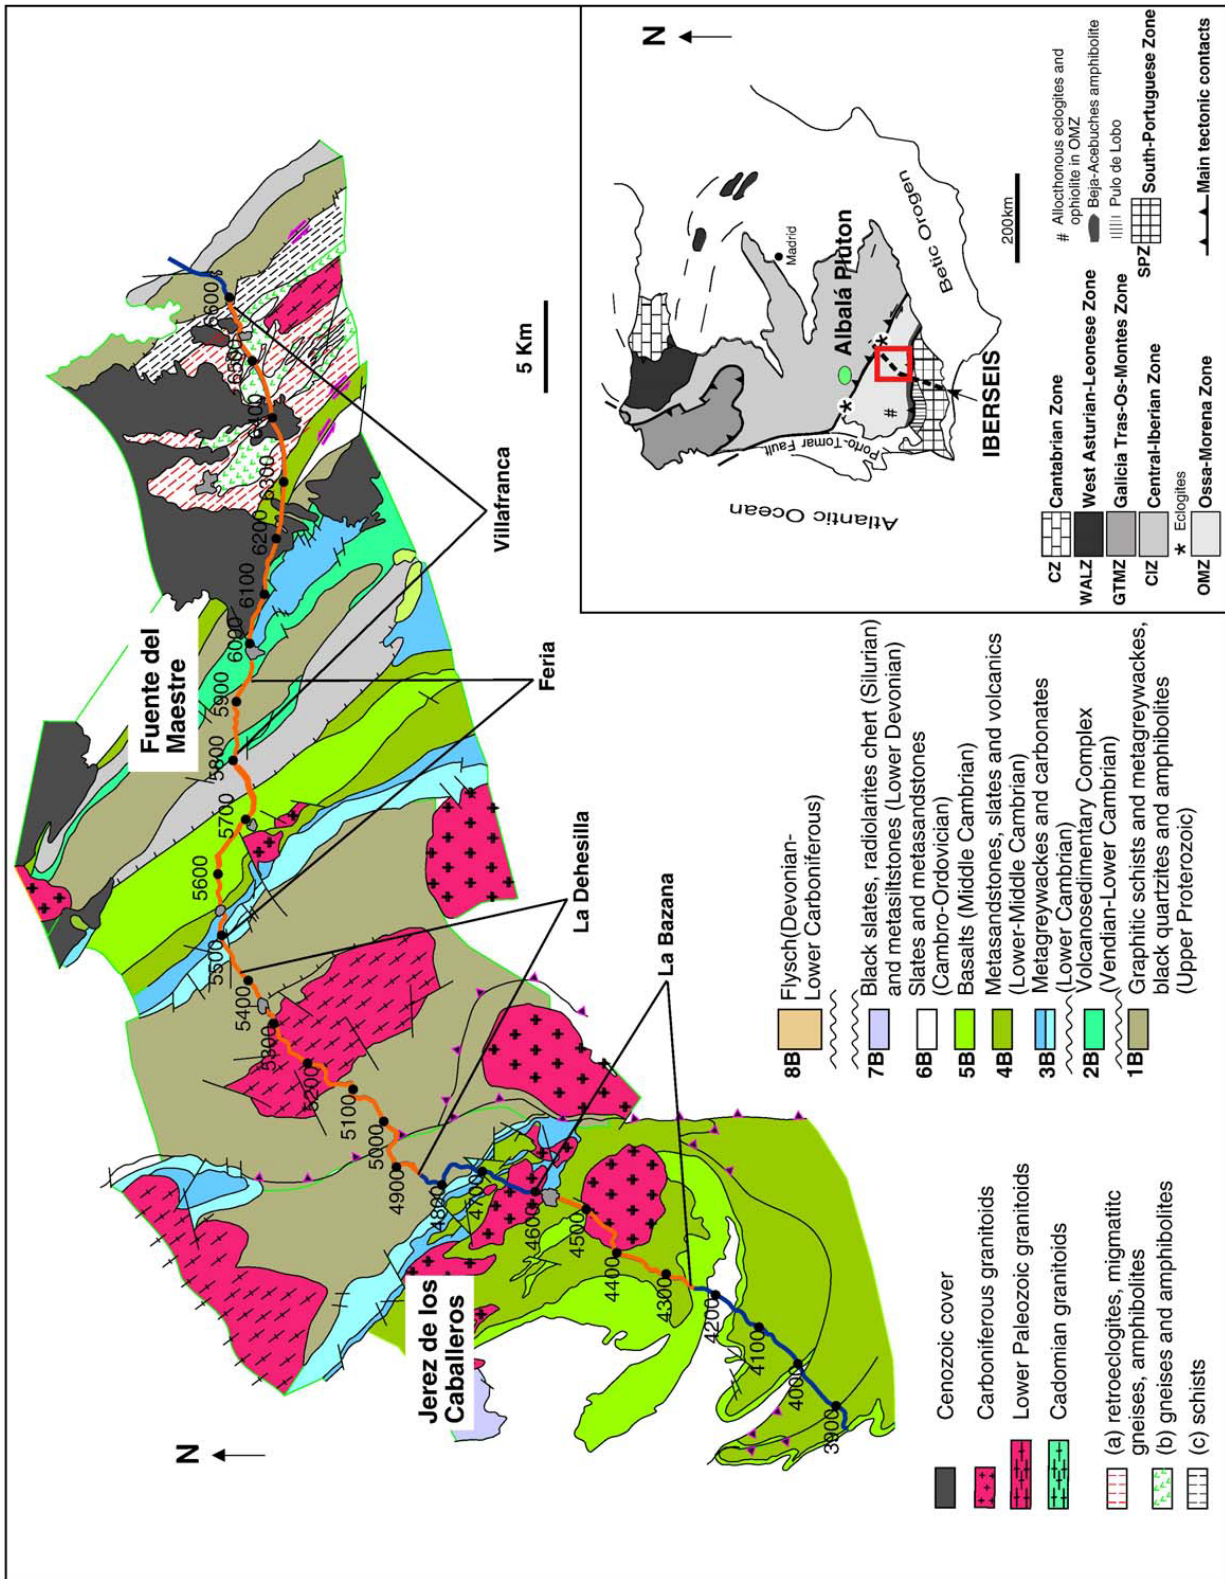 N
Jerez de los
Caballeros
Fuente del
Maestre
3900
4000
4100
4200
4300
4400
4500
4600
4700
4800
4900
5000
5100
5200
5300
5400
5500
5600
5700
5800
5900
6000
6100
6200
6300
6400
6500
6600
La Bazana
La Dehesilla
Feria
Villafranca
5 Km
Cenozoic cover
Carboniferous granitoids
Lower Paleozoic granitoids
Cadomian granitoids
(a) retroeclogites, migmatitic
gneises, amphibolites
(b) gneises and amphibolites
(c) schists
8B Flysch(Devonian-
Lower Carboniferous)
7B Black slates, radiolarites chert (Silurian)
and metasiltstones (Lower Devonian)
6B Slates and metasandstones
(Cambro-Ordovician)
5B Basalts (Middle Cambrian)
4B Metasandstones, slates and volcanics
(Lower-Middle Cambrian)
3B Metagreywackes and carbonates
(Lower Cambrian)
2B Volcanosedimentary Complex
(Vendian-Lower Cambrian)
1B Graphitic schists and metagreywackes,
black quartzites and amphibolites
(Upper Proterozoic)
N
Atlantic Ocean
Porto-Tomar Fault
Albalá Pluton
Madrid
Betic Orogen
IBERSEIS
200km
#
*
*
CZ Cantabrian Zone
WALZ West Asturian-Leonese Zone
GTMZ Galicia Tras-Os-Montes Zone
CIZ Central-Iberian Zone
* Eclogites
OMZ Ossa-Morena Zone
# Allocthonous eclogites and
ophiolite in OMZ
Beja-Acebuches amphibolite
Pulo de Lobo
SPZ South-Portuguese Zone
Main tectonic contacts